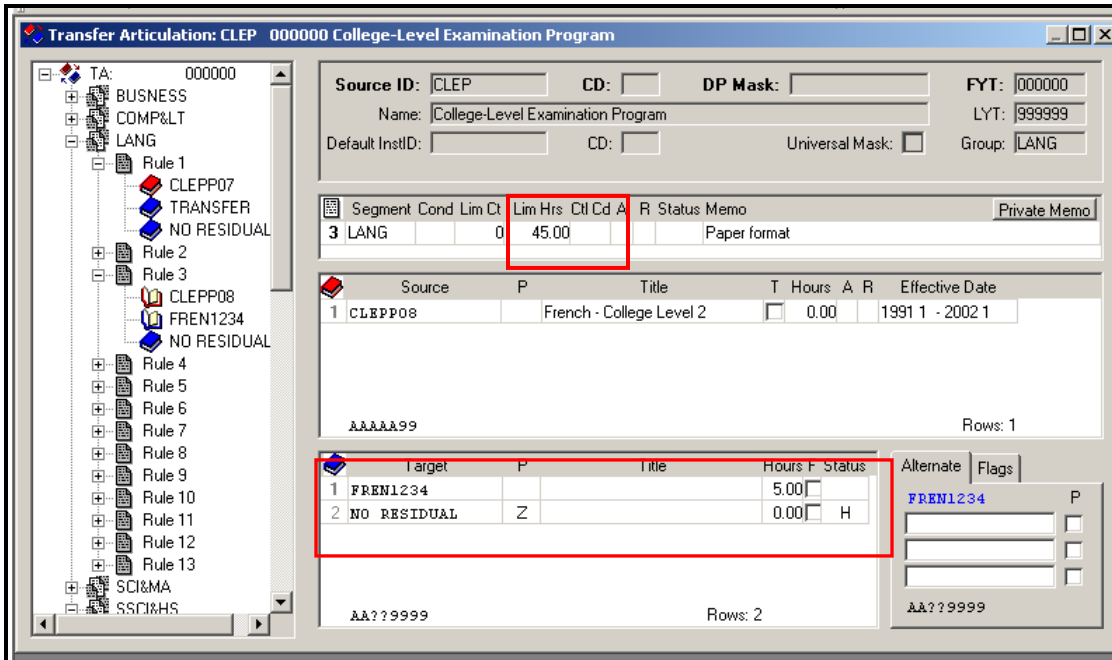 Transfer Articulation: CLEP 000000 College-Level Examination Program
TA: 000000
BUSNESS
COMP&LT
LANG
Rule 1
CLEPP07
TRANSFER
NO RESIDUAL
Rule 2
Rule 3
CLEPP08
FREN1234
NO RESIDUAL
Rule 4
Rule 5
Rule 6
Rule 7
Rule 8
Rule 9
Rule 10
Rule 11
Rule 12
Rule 13
SCI&MA
SSCI&HS
Source ID: CLEP CD: DP Mask: FYT: 000000
Name: College-Level Examination Program LYT: 999999
Default InstID: CD: Universal Mask: Group: LANG
Segment Cond Lim Ct Lim Hrs Ctl Cd A R Status Memo Private Memo
3 LANG 0 45.00 Paper format
Source P Title T Hours A R Effective Date
1 CLEPP08 French - College Level 2 0.00 1991 1 - 2002 1
AAAAA99 Rows: 1
Target P Title Hours F Status
1 FREN1234 5.00
2 NO RESIDUAL Z 0.00 H
AA??9999 Rows: 2
Alternate Flags
FREN1234 P
AA??9999